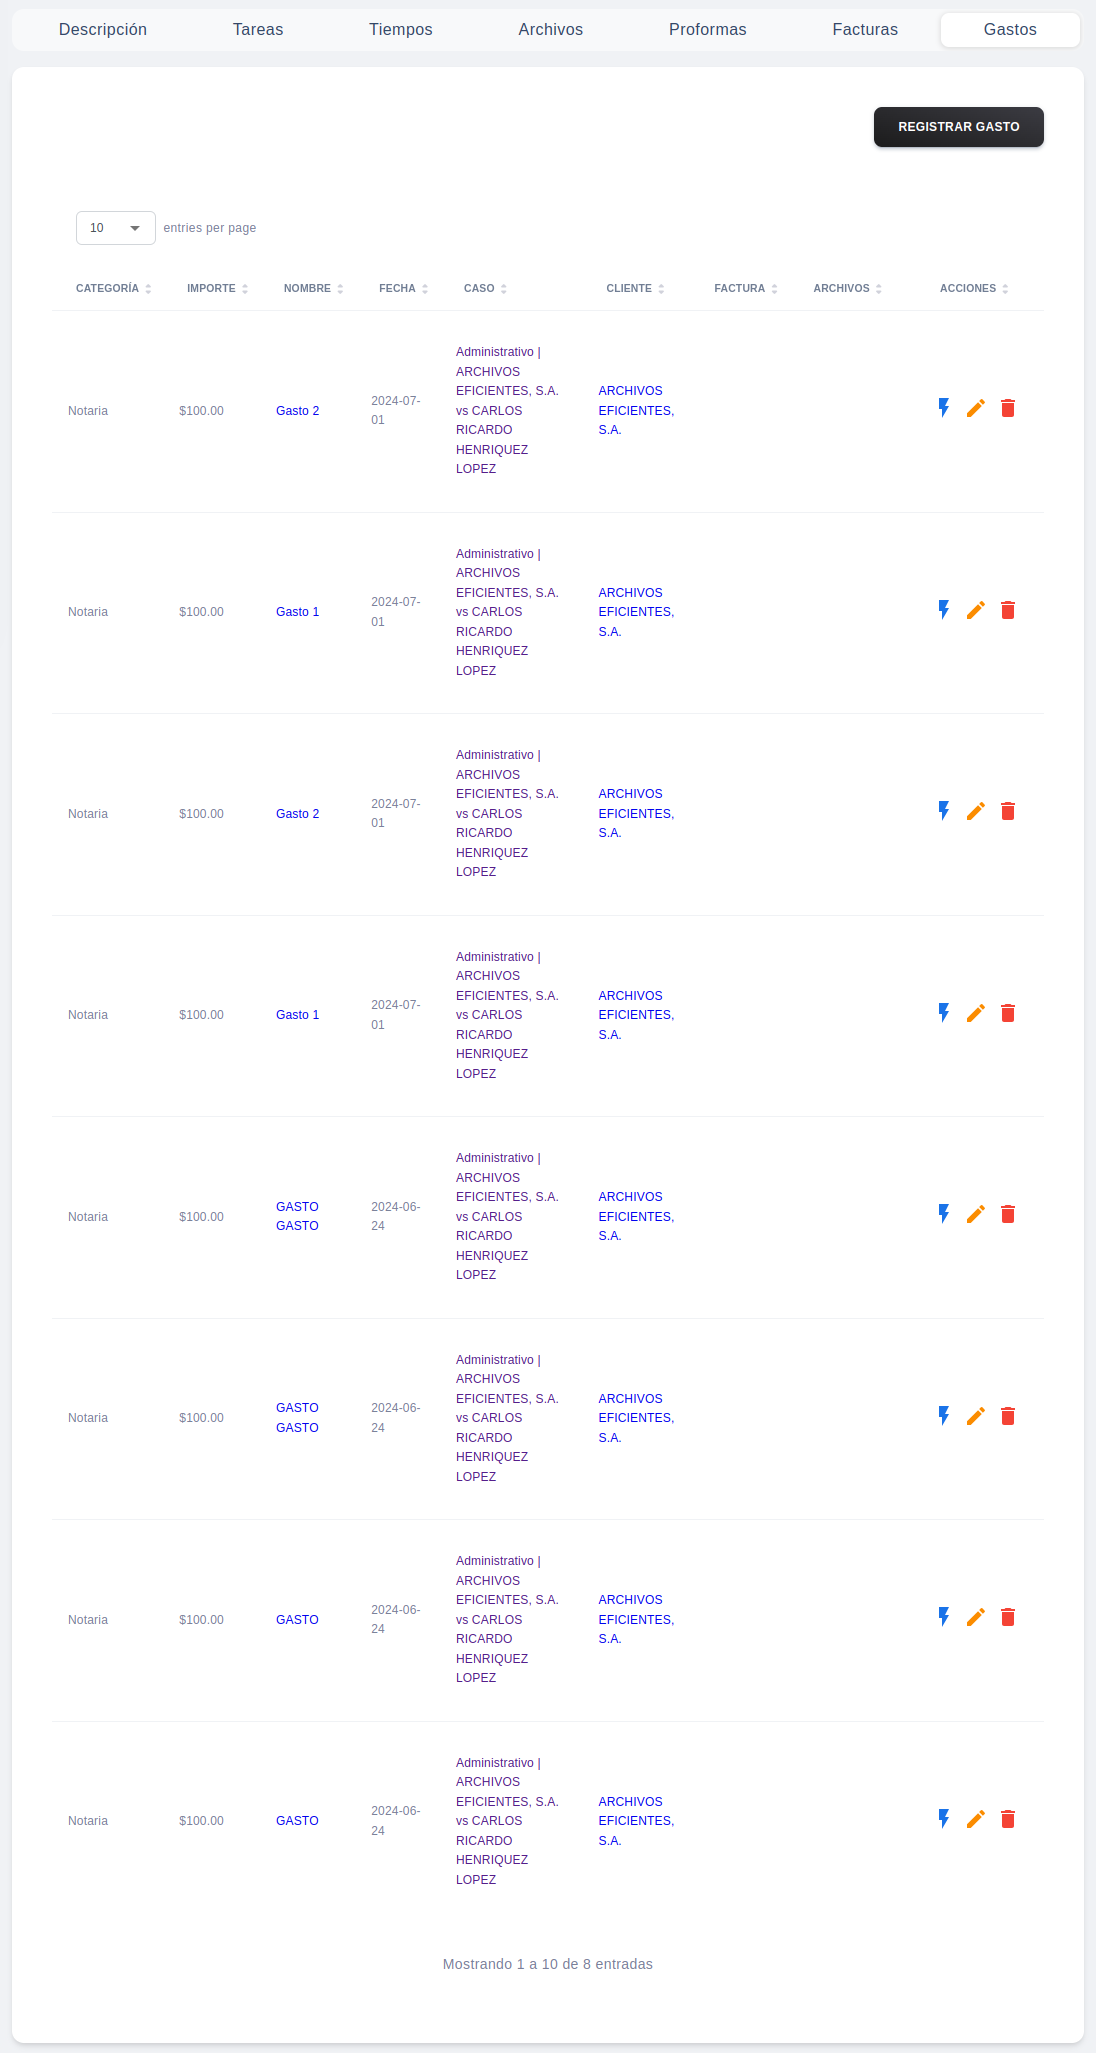 Descripción Tareas Tiempos Archivos Proformas Facturas Gastos
REGISTRAR GASTO
10 entries per page
CATEGORÍA IMPORTE NOMBRE FECHA CASO CLIENTE FACTURA ARCHIVOS ACCIONES
Notaria
$100.00
Gasto 2
2024-07-
01
Administrativo |
ARCHIVOS
EFICIENTES, S.A.
vs CARLOS
RICARDO
HENRIQUEZ
LOPEZ
ARCHIVOS
EFICIENTES,
S.A.
Notaria
$100.00
Gasto 1
2024-07-
01
Administrativo |
ARCHIVOS
EFICIENTES, S.A.
vs CARLOS
RICARDO
HENRIQUEZ
LOPEZ
ARCHIVOS
EFICIENTES,
S.A.
Notaria
$100.00
Gasto 2
2024-07-
01
Administrativo |
ARCHIVOS
EFICIENTES, S.A.
vs CARLOS
RICARDO
HENRIQUEZ
LOPEZ
ARCHIVOS
EFICIENTES,
S.A.
Notaria
$100.00
Gasto 1
2024-07-
01
Administrativo |
ARCHIVOS
EFICIENTES, S.A.
vs CARLOS
RICARDO
HENRIQUEZ
LOPEZ
ARCHIVOS
EFICIENTES,
S.A.
Notaria
$100.00
GASTO
GASTO
2024-06-
24
Administrativo |
ARCHIVOS
EFICIENTES, S.A.
vs CARLOS
RICARDO
HENRIQUEZ
LOPEZ
ARCHIVOS
EFICIENTES,
S.A.
Notaria
$100.00
GASTO
GASTO
2024-06-
24
Administrativo |
ARCHIVOS
EFICIENTES, S.A.
vs CARLOS
RICARDO
HENRIQUEZ
LOPEZ
ARCHIVOS
EFICIENTES,
S.A.
Notaria
$100.00
GASTO
2024-06-
24
Administrativo |
ARCHIVOS
EFICIENTES, S.A.
vs CARLOS
RICARDO
HENRIQUEZ
LOPEZ
ARCHIVOS
EFICIENTES,
S.A.
Notaria
$100.00
GASTO
2024-06-
24
Administrativo |
ARCHIVOS
EFICIENTES, S.A.
vs CARLOS
RICARDO
HENRIQUEZ
LOPEZ
ARCHIVOS
EFICIENTES,
S.A.
Mostrando 1 a 10 de 8 entradas